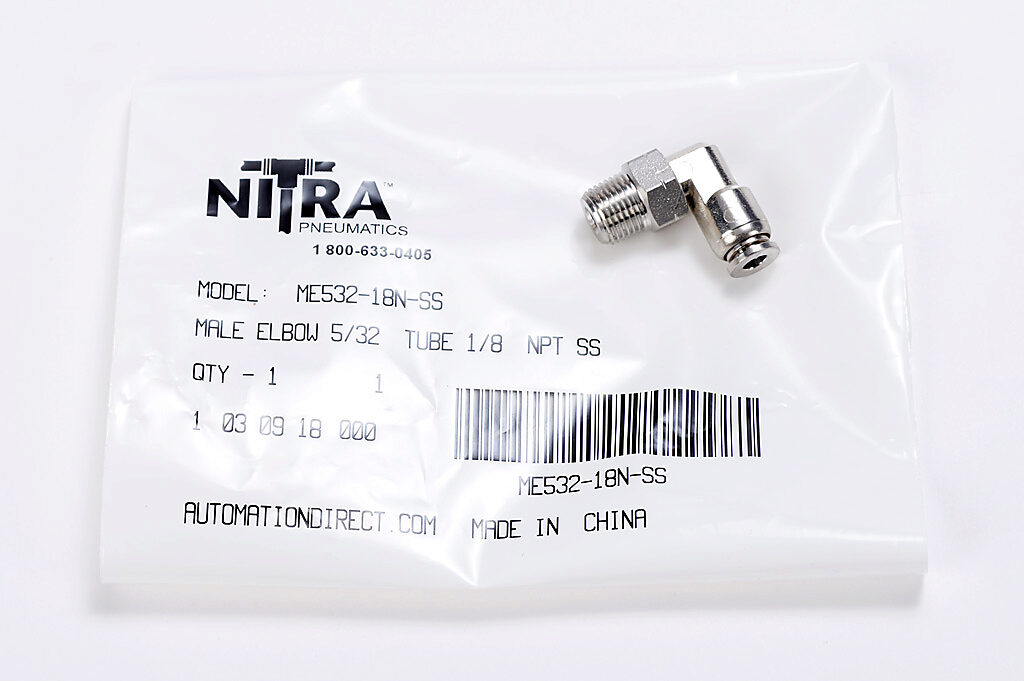 NITRA™
PNEUMATICS
1 800-633-0405
MODEL: ME532-18N-SS
MALE ELBOW 5/32 TUBE 1/8 NPT SS
QTY - 1 1
1 03 09 18 000
ME532-18N-SS
AUTOMATIONDIRECT.COM MADE IN CHINA